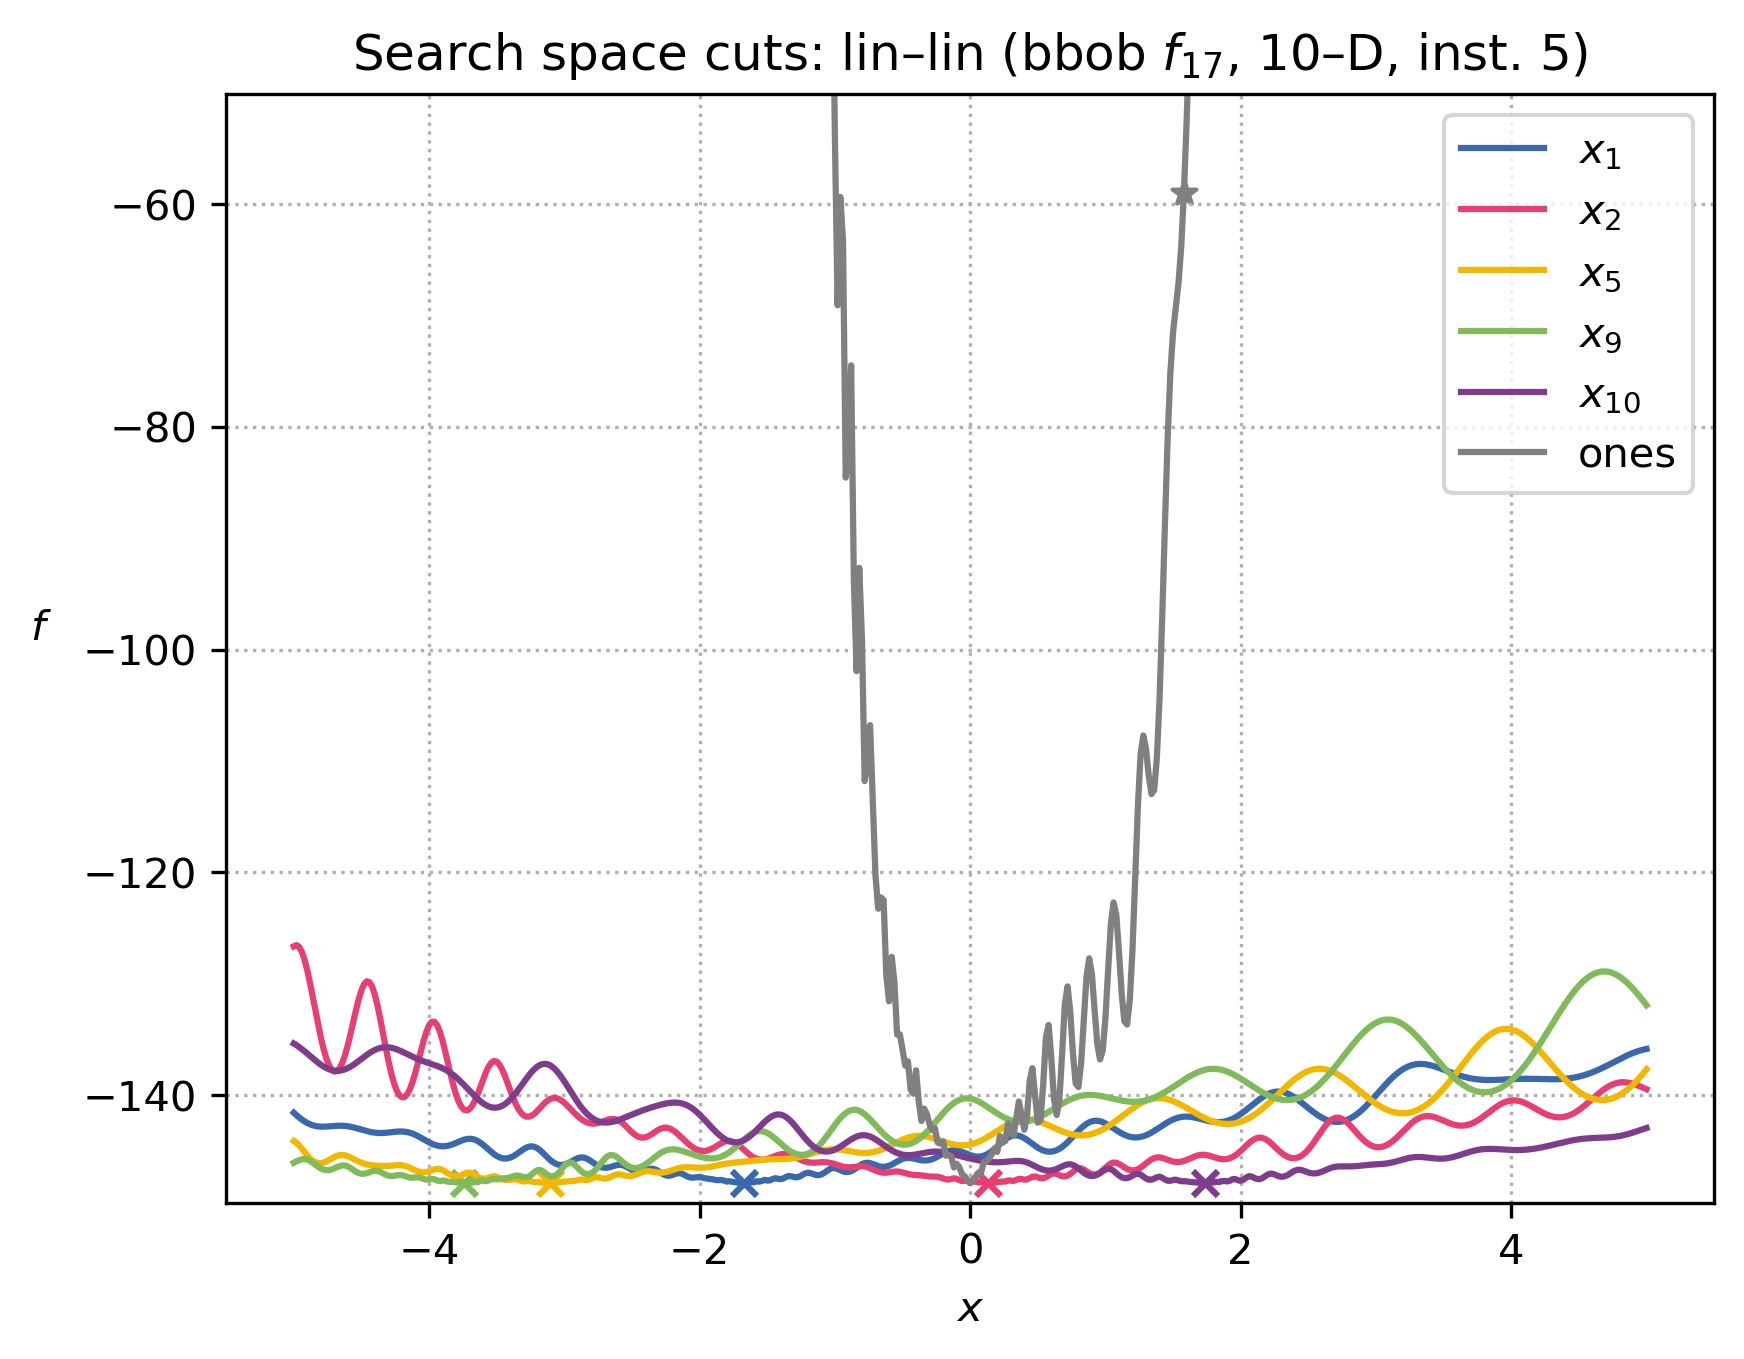 Search space cuts: lin–lin (bbob f₁₇, 10–D, inst. 5)
x₁
x₂
x₅
x₉
x₁₀
ones
−60
−80
−100
−120
−140
f
−4 −2 0 2 4
x